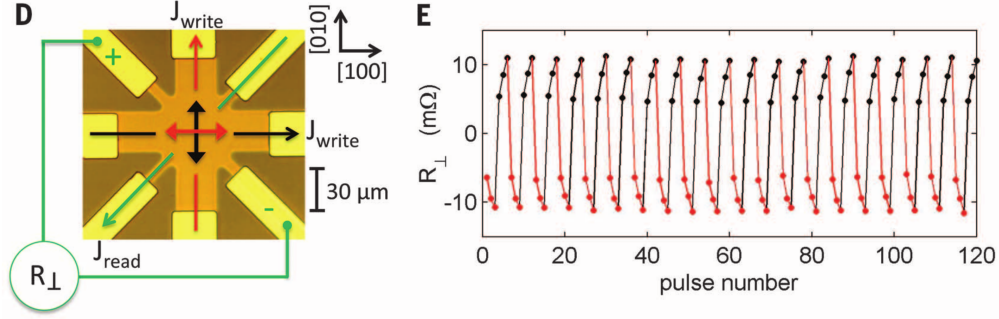 D
J_write
[010]
[100]
+
J_write
30 μm
-
J_read
R⊥
E
R⊥ (mΩ)
10
0
-10
0 20 40 60 80 100 120
pulse number